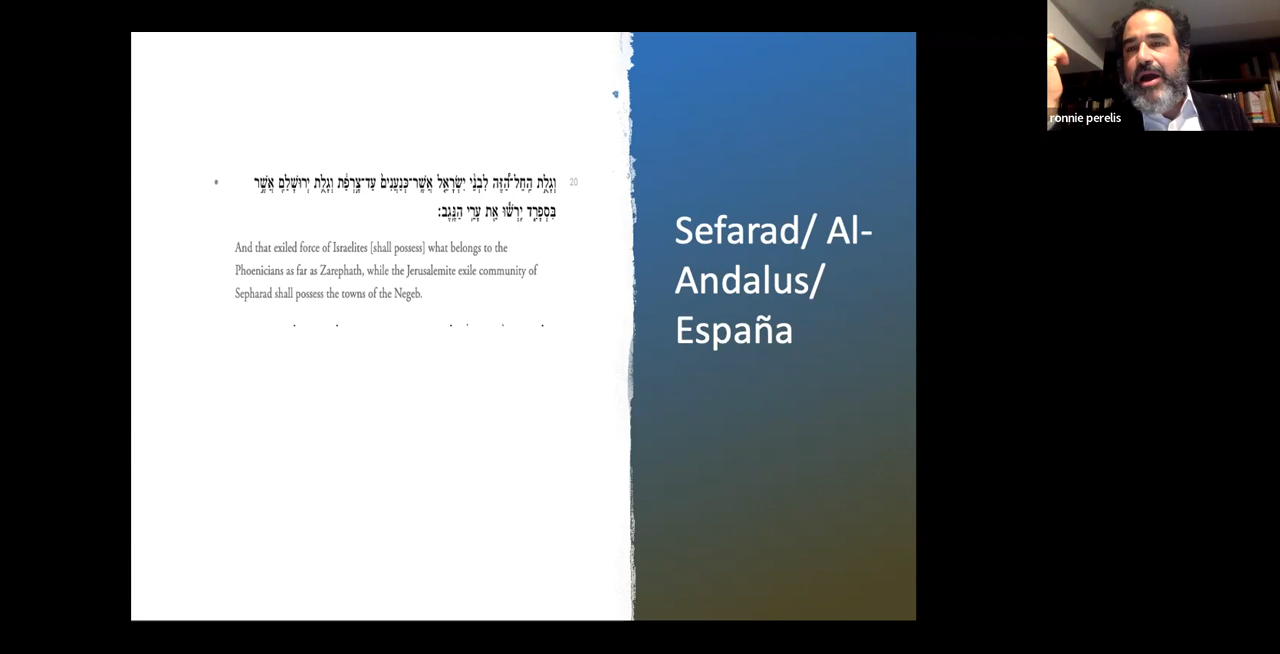 וְגָלֻ֣ת הַֽחֵל־הַ֠זֶּה לִבְנֵ֨י יִשְׂרָאֵ֤ל אֲשֶֽׁר־כְּנַעֲנִים֙ עַד־צָ֣רְפַ֔ת וְגָלֻ֥ת יְרוּשָׁלַ֖͏ִם אֲשֶׁ֣ר
20
בִּסְפָרַ֑ד יִֽרְשׁ֕וּ אֵ֖ת עָרֵ֥י הַנֶּֽגֶב׃
And that exiled force of Israelites [shall possess] what belongs to the
Phoenicians as far as Zarephath, while the Jerusalemite exile community of
Sepharad shall possess the towns of the Negeb.
Sefarad/ Al-
Andalus/
España
ronnie perelis